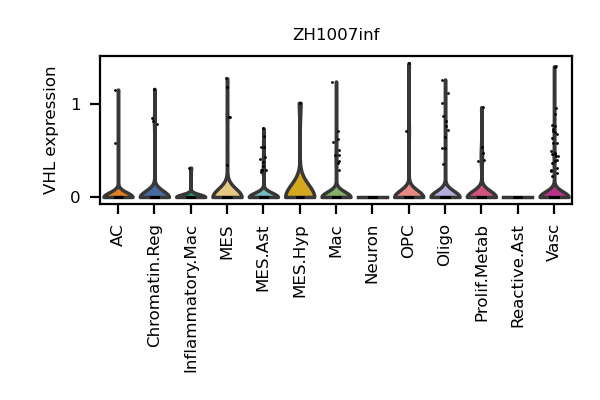 ZH1007inf
VHL expression
1
0
AC
Chromatin.Reg
Inflammatory.Mac
MES
MES.Ast
MES.Hyp
Mac
Neuron
OPC
Oligo
Prolif.Metab
Reactive.Ast
Vasc